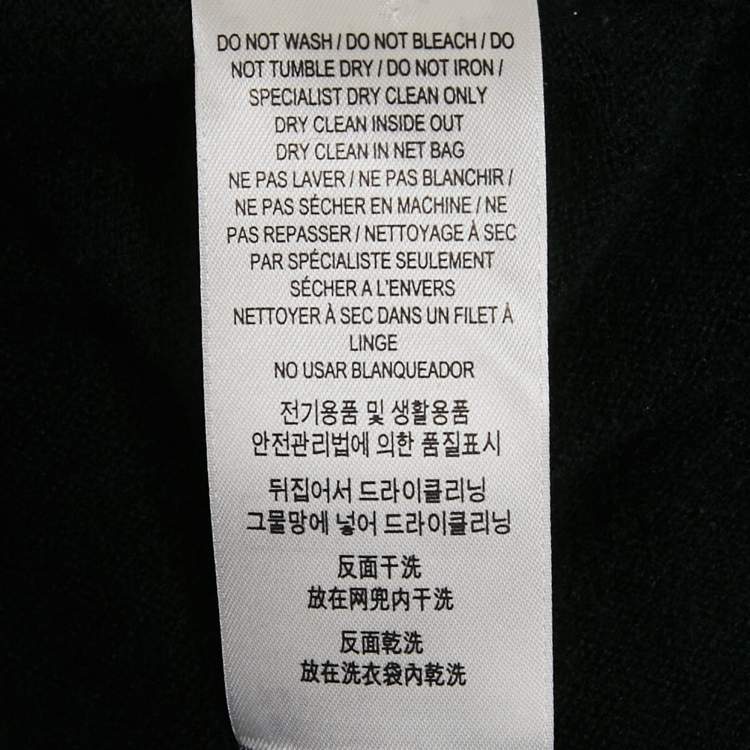 DO NOT WASH / DO NOT BLEACH / DO
NOT TUMBLE DRY / DO NOT IRON /
SPECIALIST DRY CLEAN ONLY
DRY CLEAN INSIDE OUT
DRY CLEAN IN NET BAG
NE PAS LAVER / NE PAS BLANCHIR /
NE PAS SÉCHER EN MACHINE / NE
PAS REPASSER / NETTOYAGE À SEC
PAR SPÉCIALISTE SEULEMENT
SÉCHER A L'ENVERS
NETTOYER À SEC DANS UN FILET À
LINGE
NO USAR BLANQUEADOR
전기용품 및 생활용품
안전관리법에 의한 품질표시
뒤집어서 드라이클리닝
그물망에 넣어 드라이클리닝
反面干洗
放在网兜内干洗
反面乾洗
放在洗衣袋內乾洗